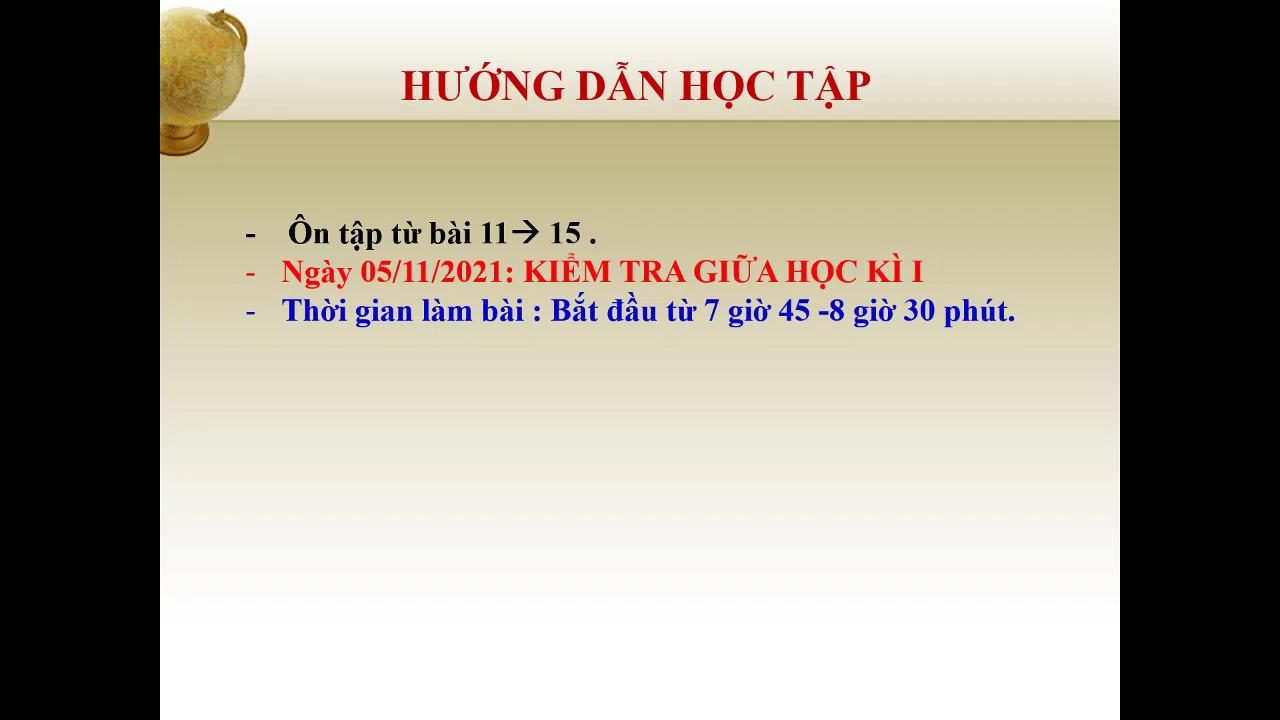 HƯỚNG DẪN HỌC TẬP
- Ôn tập từ bài 11→ 15 .
- Ngày 05/11/2021: KIỂM TRA GIỮA HỌC KÌ I
- Thời gian làm bài : Bắt đầu từ 7 giờ 45 -8 giờ 30 phút.